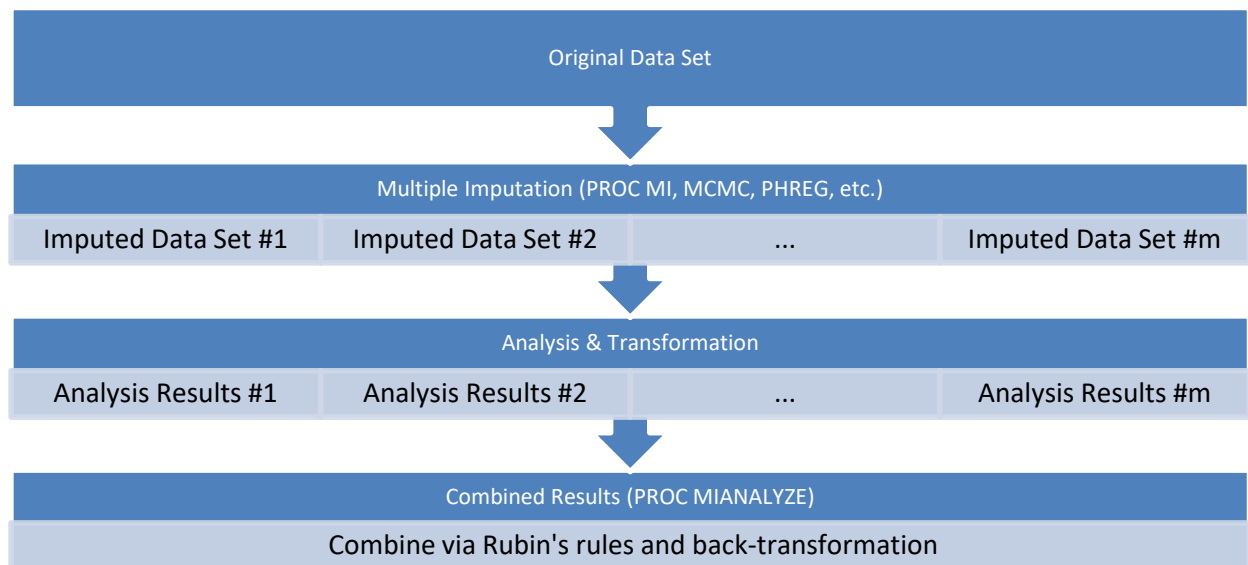 Original Data Set
Multiple Imputation (PROC MI, MCMC, PHREG, etc.)
Imputed Data Set #1 Imputed Data Set #2 ... Imputed Data Set #m
Analysis & Transformation
Analysis Results #1 Analysis Results #2 ... Analysis Results #m
Combined Results (PROC MIANALYZE)
Combine via Rubin's rules and back-transformation